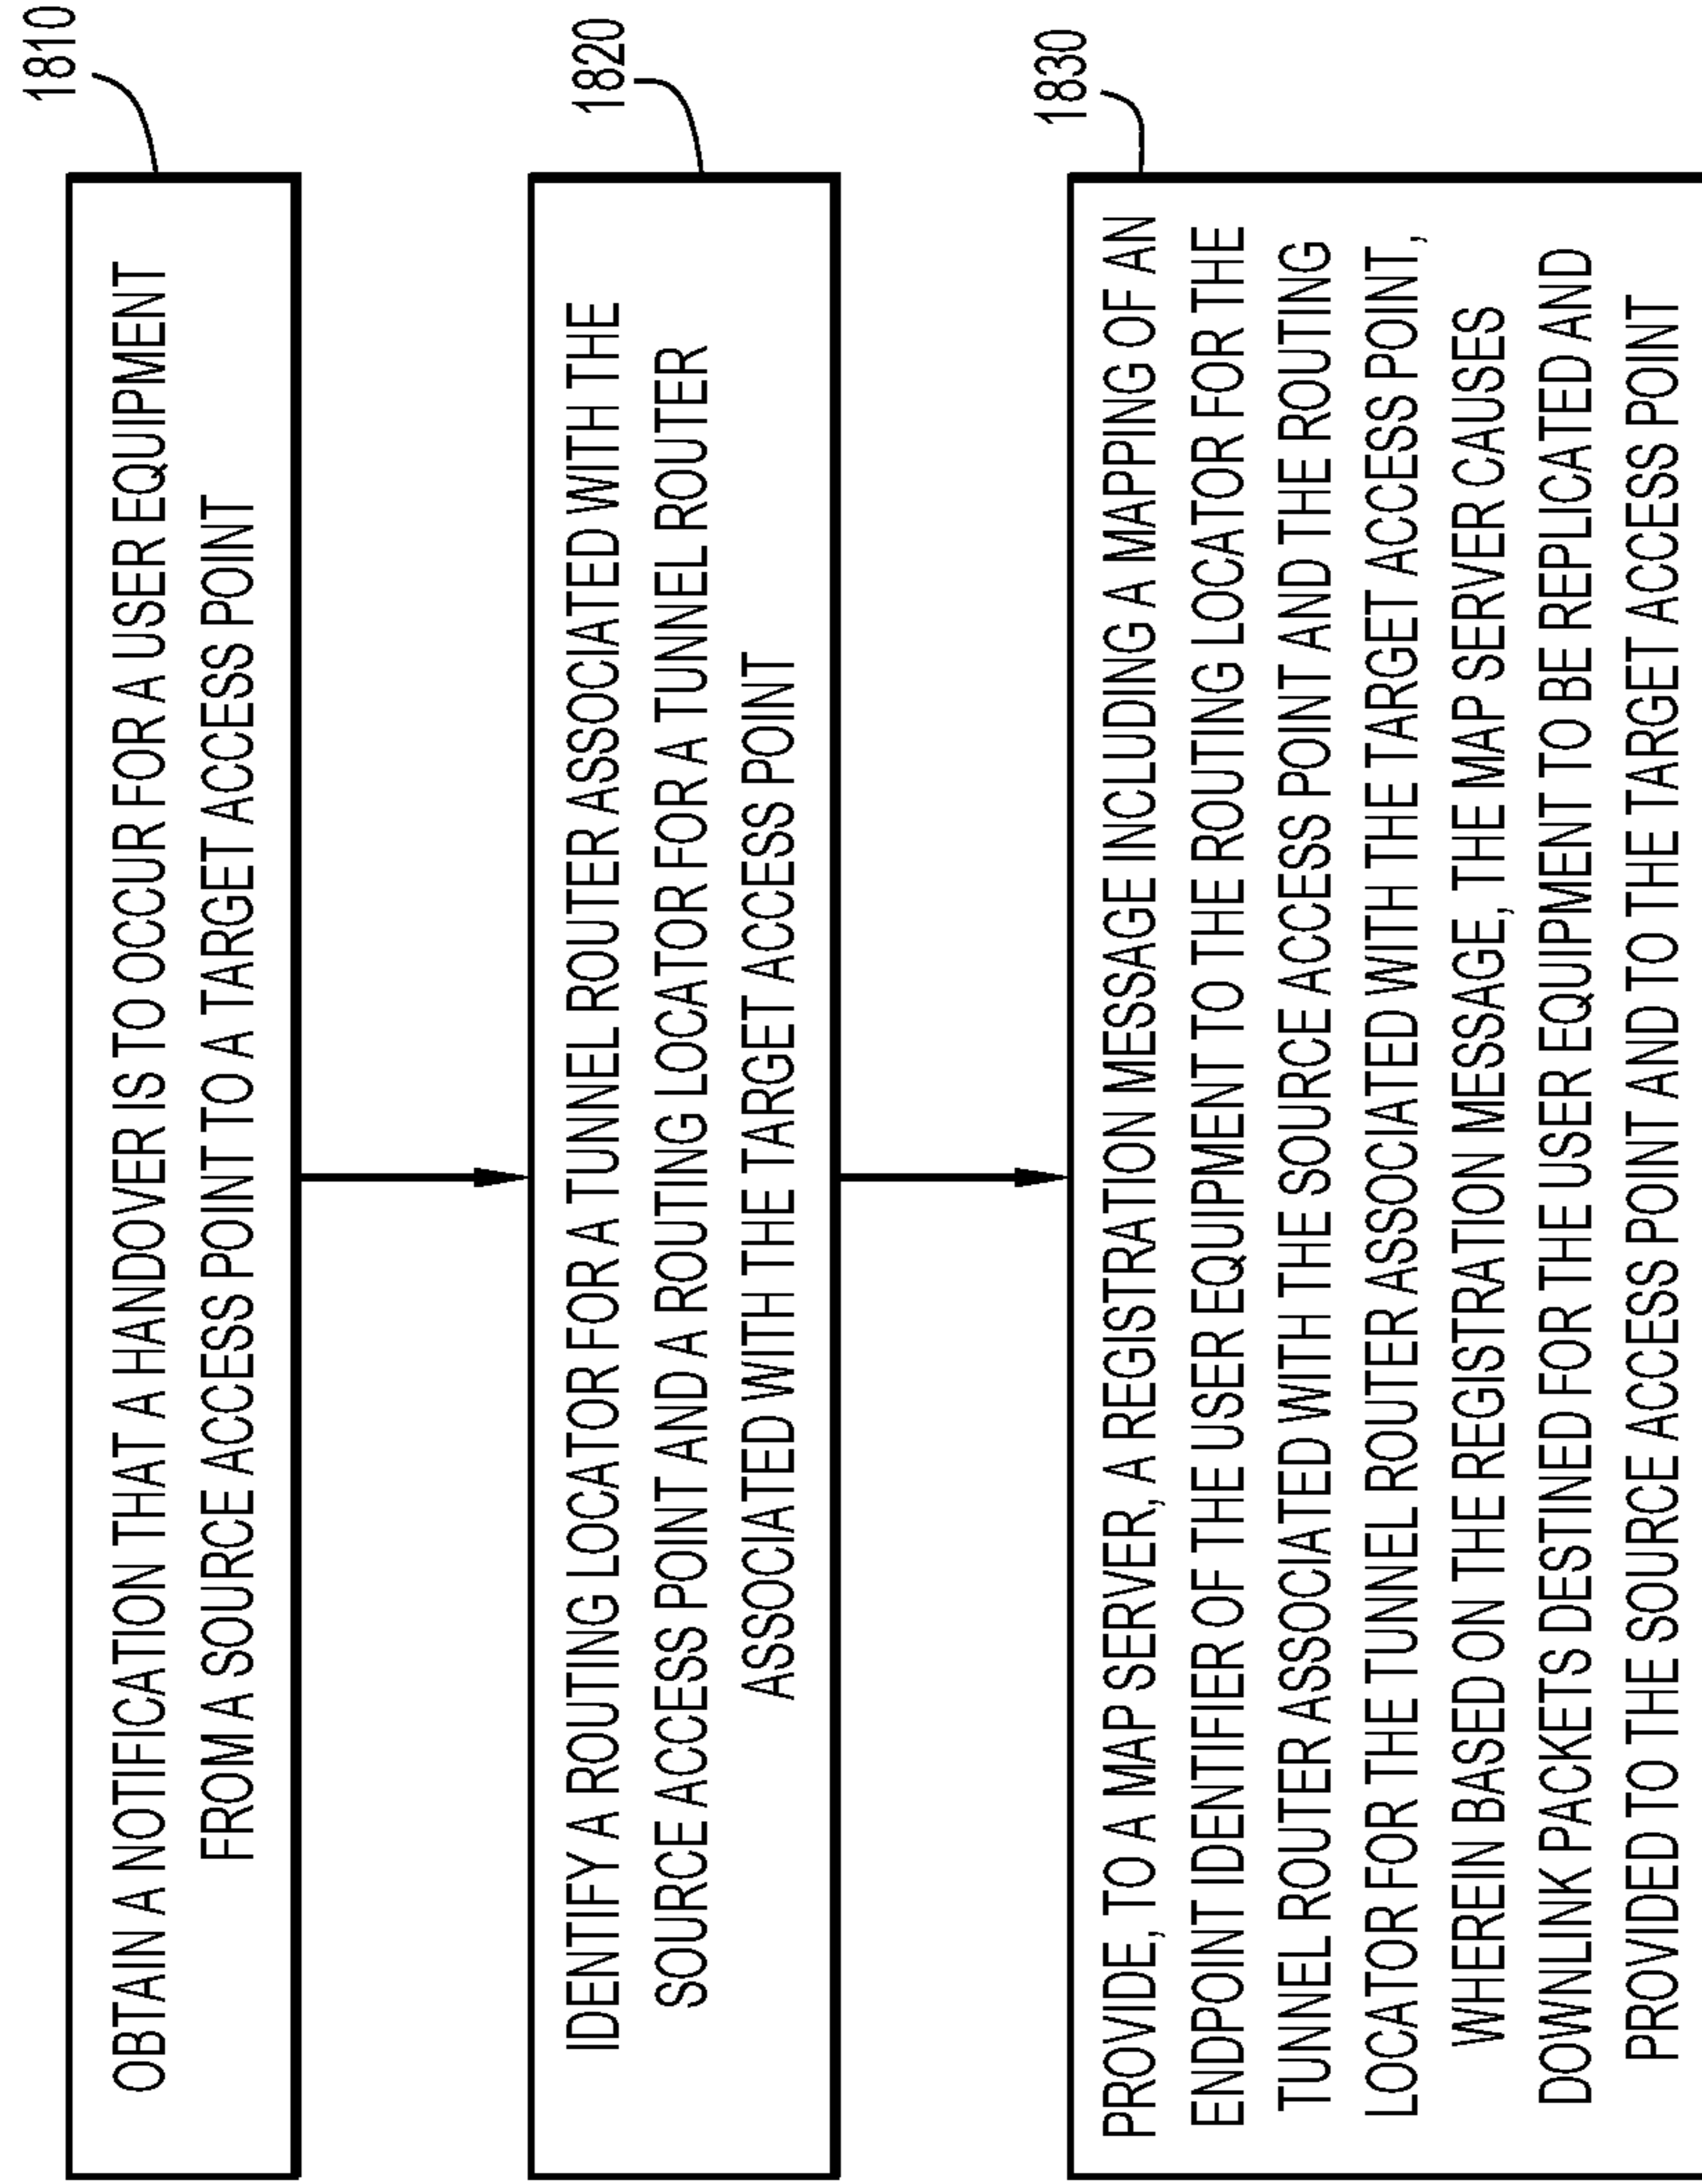 1810
OBTAIN A NOTIFICATION THAT A HANDOVER IS TO OCCUR FOR A USER EQUIPMENT
FROM A SOURCE ACCESS POINT TO A TARGET ACCESS POINT
1820
IDENTIFY A ROUTING LOCATOR FOR A TUNNEL ROUTER ASSOCIATED WITH THE
SOURCE ACCESS POINT AND A ROUTING LOCATOR FOR A TUNNEL ROUTER
ASSOCIATED WITH THE TARGET ACCESS POINT
1830
PROVIDE, TO A MAP SERVER, A REGISTRATION MESSAGE INCLUDING A MAPPING OF AN
ENDPOINT IDENTIFIER OF THE USER EQUIPMENT TO THE ROUTING LOCATOR FOR THE
TUNNEL ROUTER ASSOCIATED WITH THE SOURCE ACCESS POINT AND THE ROUTING
LOCATOR FOR THE TUNNEL ROUTER ASSOCIATED WITH THE TARGET ACCESS POINT,
WHEREIN BASED ON THE REGISTRATION MESSAGE, THE MAP SERVER CAUSES
DOWNLINK PACKETS DESTINED FOR THE USER EQUIPMENT TO BE REPLICATED AND
PROVIDED TO THE SOURCE ACCESS POINT AND TO THE TARGET ACCESS POINT